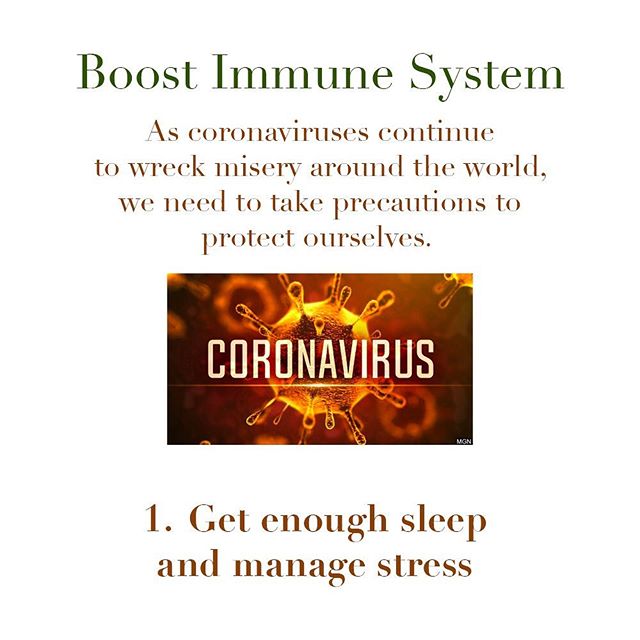 Boost Immune System
As coronaviruses continue
to wreck misery around the world,
we need to take precautions to
protect ourselves.
CORONAVIRUS
MGN
1. Get enough sleep
and manage stress